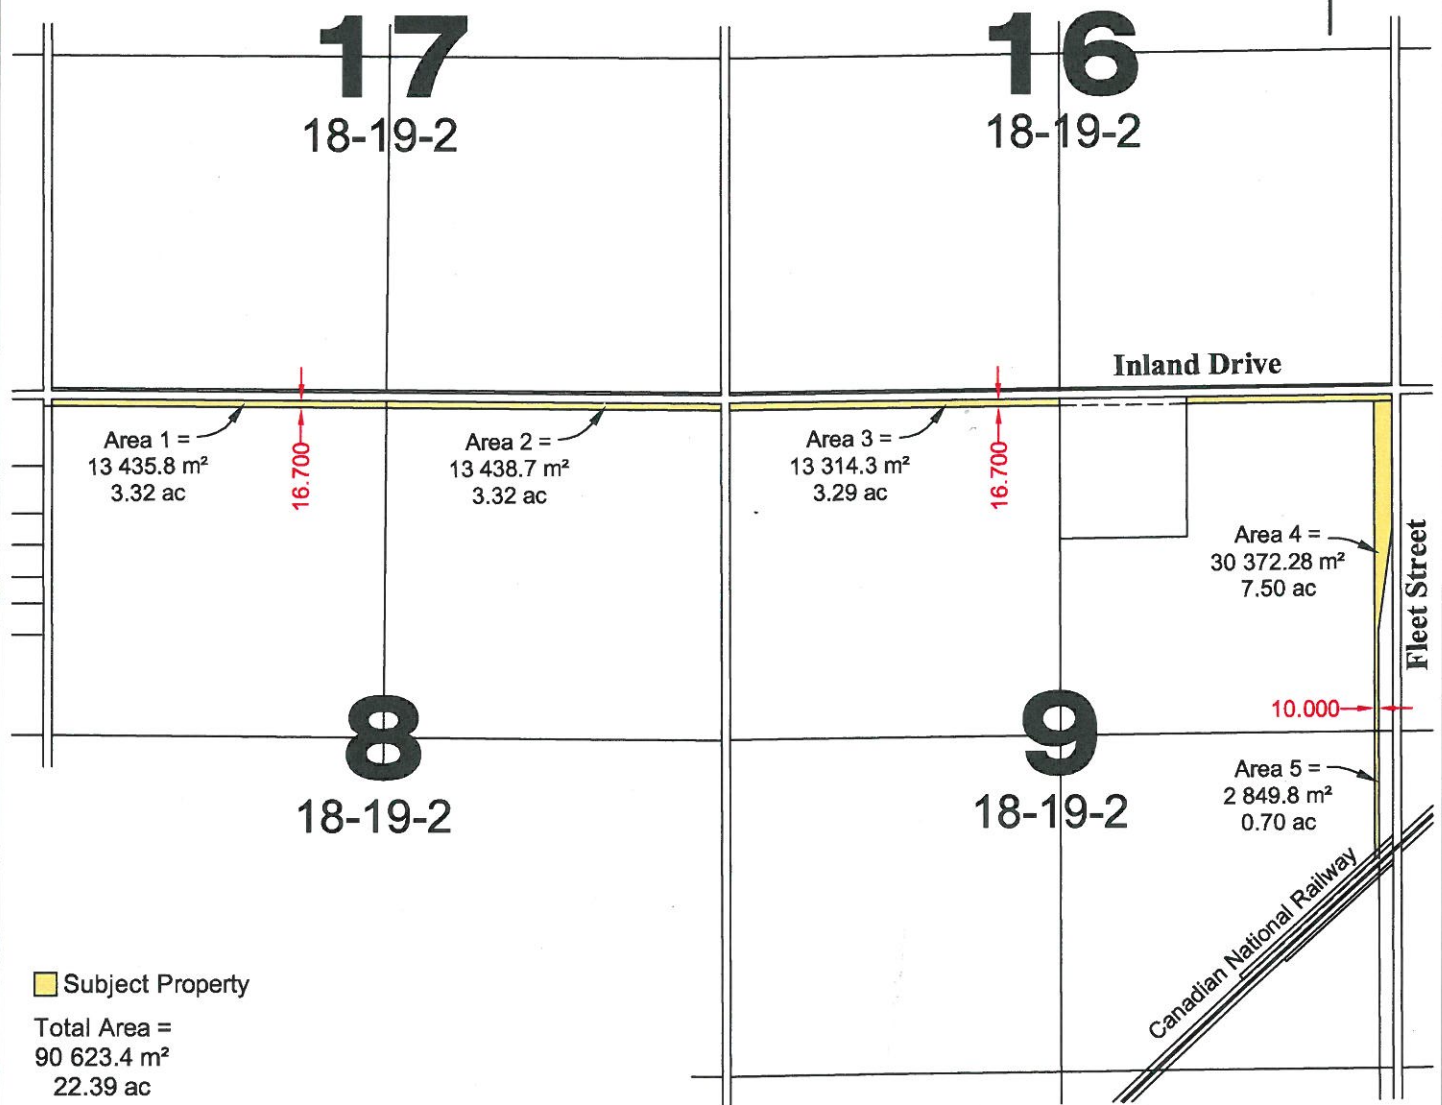 17
18-19-2
16
18-19-2
Inland Drive
Area 1 =
13 435.8 m²
3.32 ac
16.700
Area 2 =
13 438.7 m²
3.32 ac
Area 3 =
13 314.3 m²
3.29 ac
16.700
Area 4 =
30 372.28 m²
7.50 ac
Fleet Street
8
18-19-2
9
18-19-2
10.000
Area 5 =
2 849.8 m²
0.70 ac
Canadian National Railway
Subject Property
Total Area =
90 623.4 m²
22.39 ac